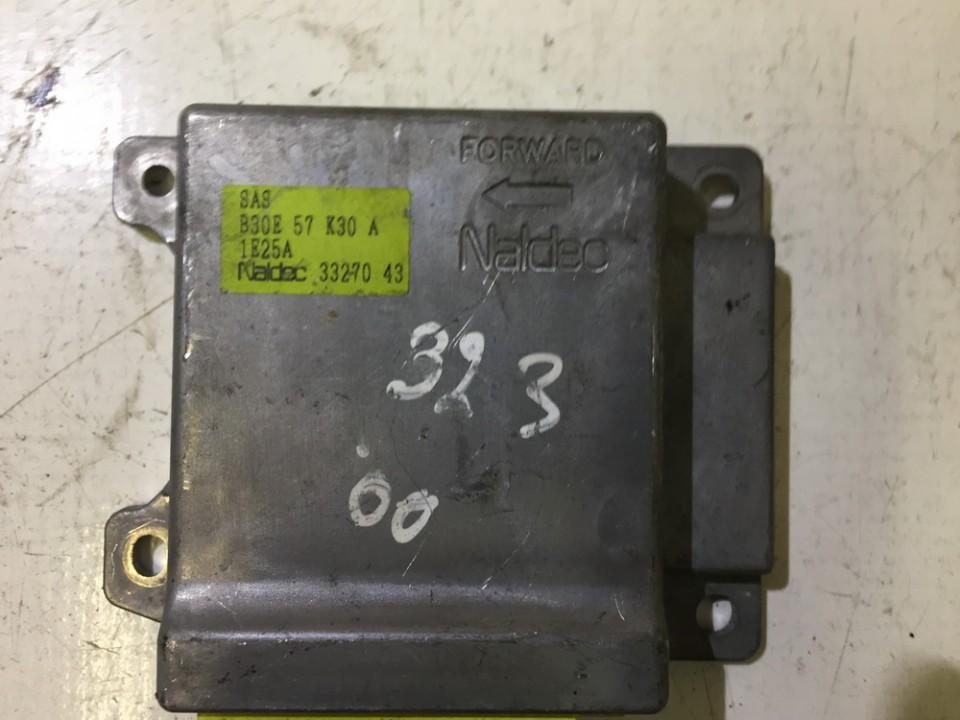 FORWARD
Naldec
SAS
B30E 57 K30 A
1E25A
Naldec 33270 43
323
00